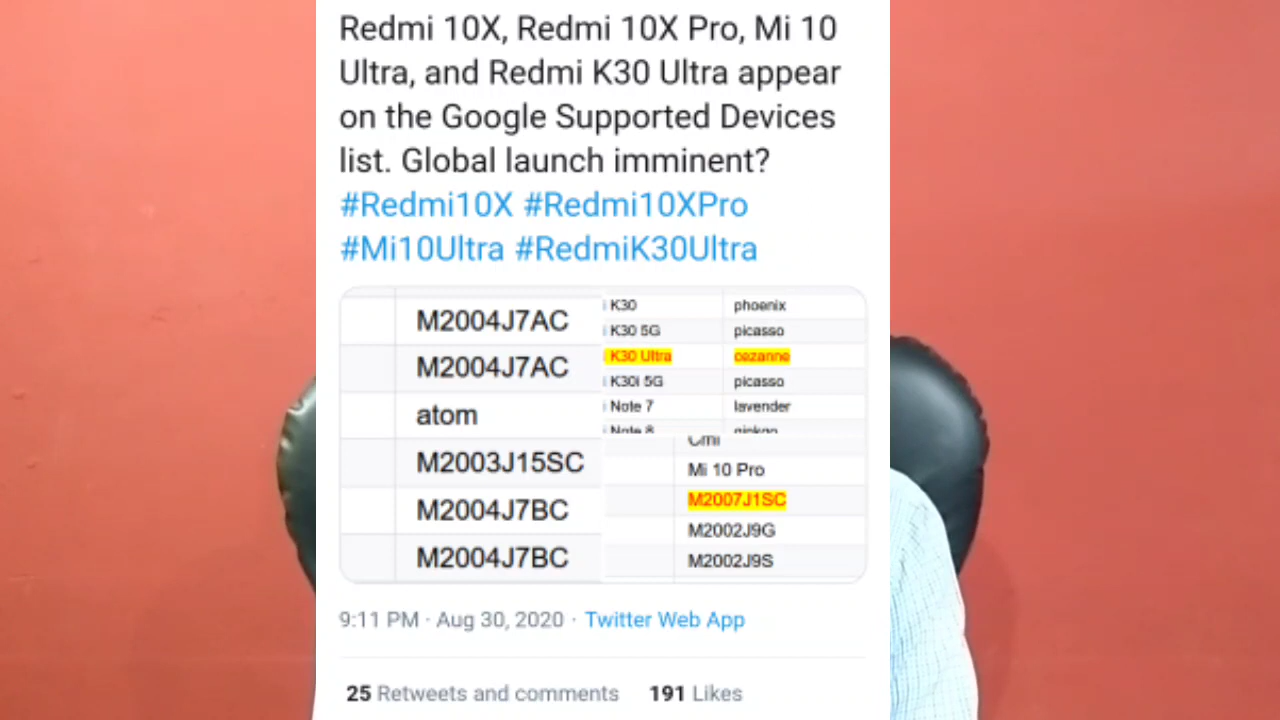 Redmi 10X, Redmi 10X Pro, Mi 10
Ultra, and Redmi K30 Ultra appear
on the Google Supported Devices
list. Global launch imminent?
#Redmi10X #Redmi10XPro
#Mi10Ultra #RedmiK30Ultra
M2004J7AC
M2004J7AC
atom
M2003J15SC
M2004J7BC
M2004J7BC
K30 phoenix
K30 5G picasso
K30 Ultra cezanne
K30i 5G picasso
Note 7 lavender
Note 8 ginkgo
Mi 10 Pro
M2007J1SC
M2002J9G
M2002J9S
9:11 PM · Aug 30, 2020 · Twitter Web App
25 Retweets and comments 191 Likes